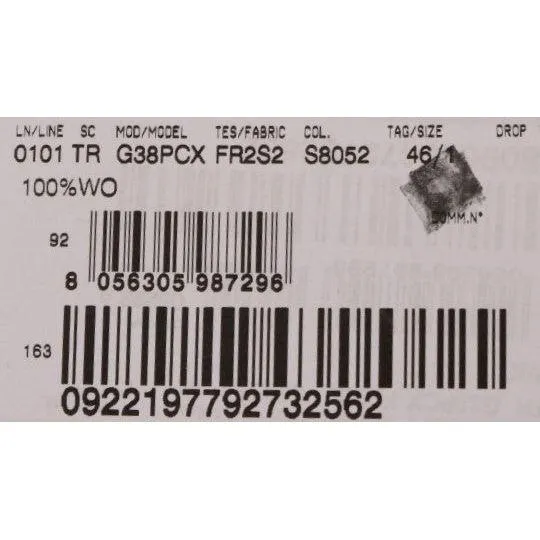 LN/LINE SC MOD/MODEL TES/FABRIC COL. TAG/SIZE DROP
0101 TR G38PCX FR2S2 S8052 46/1
100%WO
COMM.N°
92
8 056305 987296
163
0922197792732562